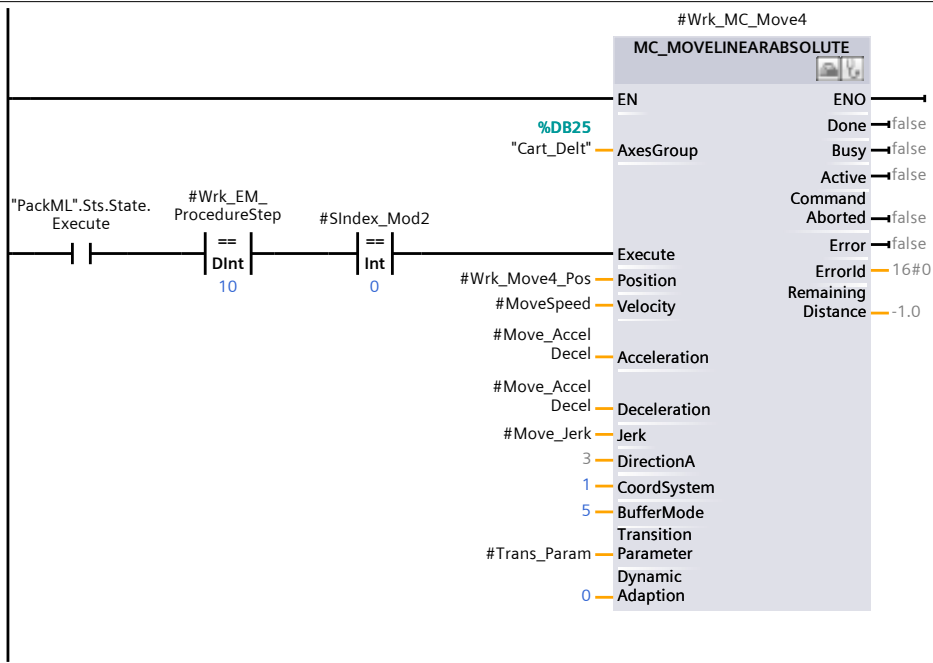 #Wrk_MC_Move4
MC_MOVELINEARABSOLUTE
EN
ENO
%DB25
"Cart_Delt"
AxesGroup
Done
false
Busy
false
Active
false
Command
Aborted
false
"PackML".Sts.State.
Execute
#Wrk_EM_
ProcedureStep
==
DInt
10
#SIndex_Mod2
==
Int
0
Execute
Error
false
#Wrk_Move4_Pos
Position
ErrorId
16#0
#MoveSpeed
Velocity
Remaining
Distance
-1.0
#Move_Accel
Decel
Acceleration
#Move_Accel
Decel
Deceleration
#Move_Jerk
Jerk
3
DirectionA
1
CoordSystem
5
BufferMode
#Trans_Param
Transition
Parameter
0
Dynamic
Adaption